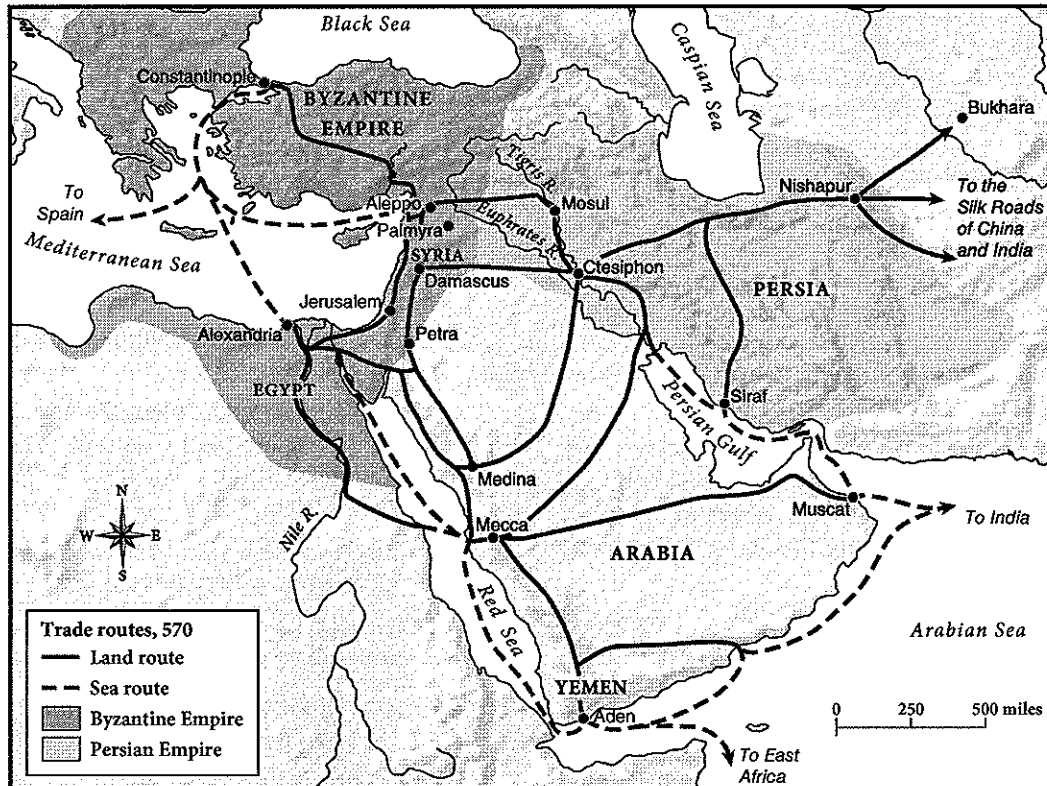 Black Sea
Caspian Sea
Constantinople
BYZANTINE
EMPIRE
Bukhara
Tigris R.
Nishapur
To
Spain
To the
Silk Roads
of China
and India
Aleppo
Mosul
Euphrates R.
Palmyra
Mediterranean Sea
SYRIA
Damascus
Ctesiphon
PERSIA
Jerusalem
Alexandria
Petra
EGYPT
Siraf
Persian Gulf
Medina
Muscat
To India
N
W
E
S
Nile R.
Mecca
ARABIA
Red Sea
Arabian Sea
Trade routes, 570
Land route
Sea route
Byzantine Empire
Persian Empire
YEMEN
Aden
0 250 500 miles
To East
Africa